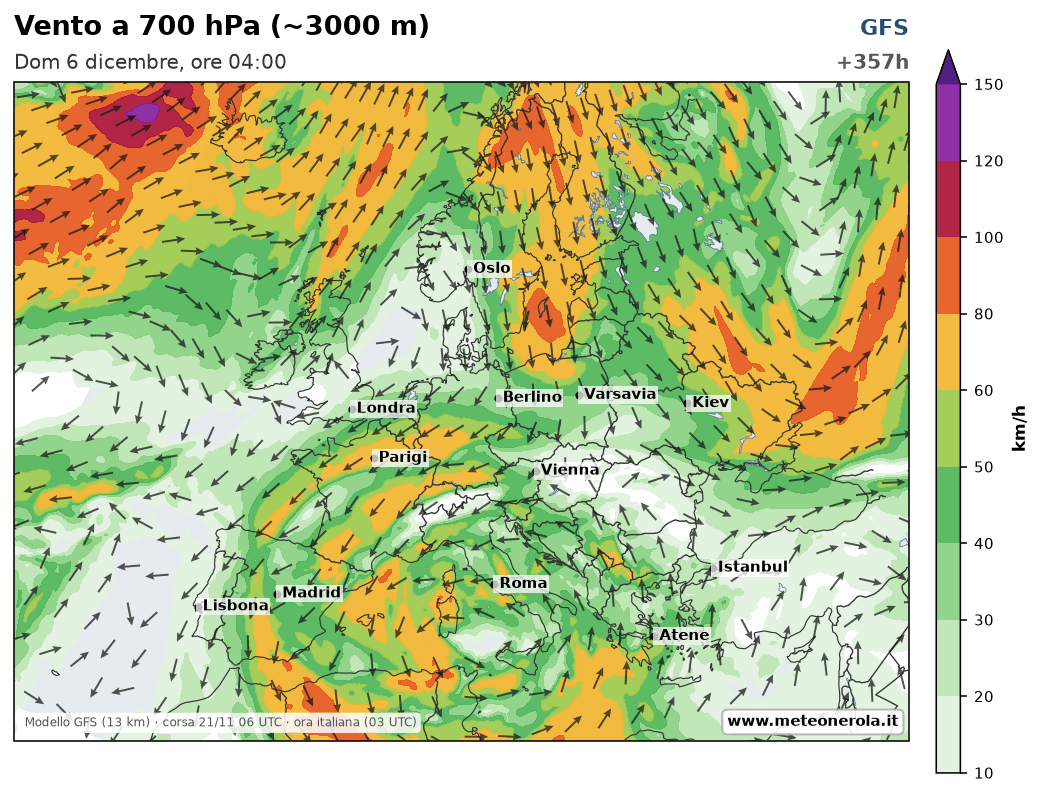 Vento a 700 hPa (~3000 m)
GFS
Dom 6 dicembre, ore 04:00
+357h
150
120
100
80
60
50
40
30
20
10
km/h
Oslo
Berlino
Varsavia
Kiev
Londra
Parigi
Vienna
Istanbul
Roma
Madrid
Lisbona
Atene
Modello GFS (13 km) · corsa 21/11 06 UTC · ora italiana (03 UTC)
www.meteonerola.it